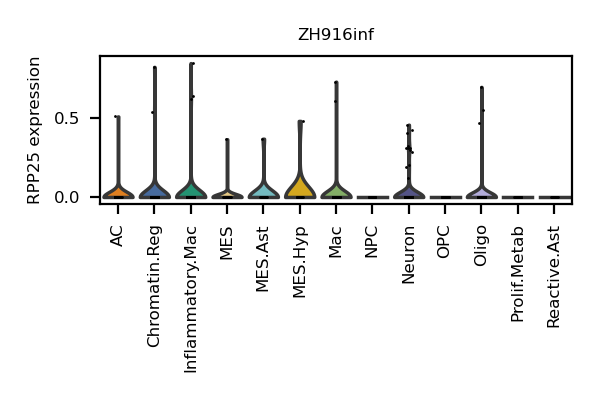 ZH916inf
RPP25 expression
0.5
0.0
AC
Chromatin.Reg
Inflammatory.Mac
MES
MES.Ast
MES.Hyp
Mac
NPC
Neuron
OPC
Oligo
Prolif.Metab
Reactive.Ast